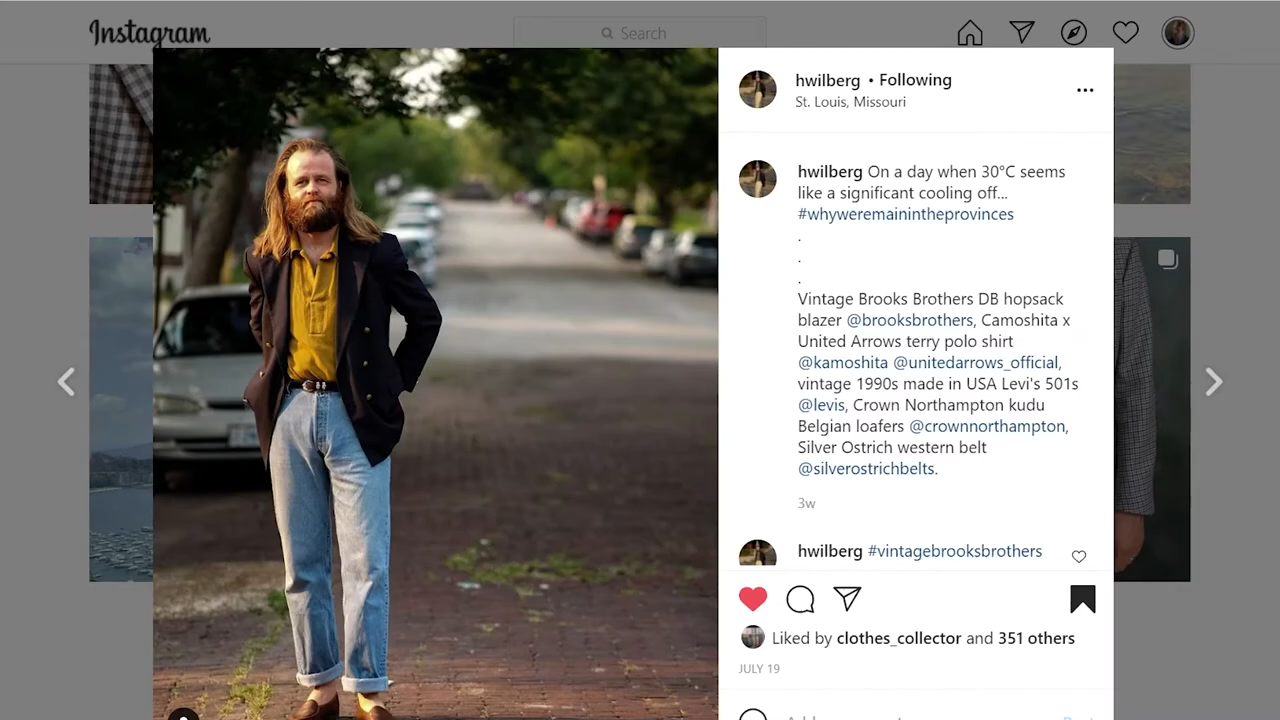 Instagram
Search
hwilberg • Following
St. Louis, Missouri
hwilberg On a day when 30°C seems
like a significant cooling off...
#whyweremainintheprovinces
.
.
.
Vintage Brooks Brothers DB hopsack
blazer @brooksbrothers, Camoshita x
United Arrows terry polo shirt
@kamoshita @unitedarrows_official,
vintage 1990s made in USA Levi's 501s
@levis, Crown Northampton kudu
Belgian loafers @crownnorthampton,
Silver Ostrich western belt
@silverostrichbelts.
3w
hwilberg #vintagebrooksbrothers
Liked by clothes_collector and 351 others
JULY 19